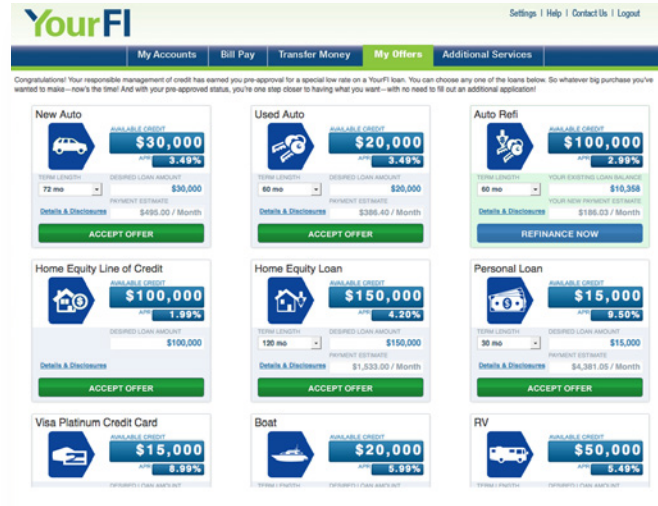 YourFI
Settings | Help | Contact Us | Logout
My Accounts Bill Pay Transfer Money My Offers Additional Services
Congratulations! Your responsible management of credit has earned you pre-approval for a special low rate on a YourFI loan. You can choose any one of the loans below. So whatever big purchase you've
wanted to make—now's the time! And with your pre-approved status, you're one step closer to having what you want—with no need to fill out an additional application!
New Auto
AVAILABLE CREDIT
$30,000
APR 3.49%
TERM LENGTH DESIRED LOAN AMOUNT
72 mo $30,000
PAYMENT ESTIMATE
Details & Disclosures $495.00 / Month
ACCEPT OFFER
Used Auto
AVAILABLE CREDIT
$20,000
APR 3.49%
TERM LENGTH DESIRED LOAN AMOUNT
60 mo $20,000
PAYMENT ESTIMATE
Details & Disclosures $386.40 / Month
ACCEPT OFFER
Auto Refi
AVAILABLE CREDIT
$100,000
APR 2.99%
TERM LENGTH YOUR EXISTING LOAN BALANCE
60 mo $10,358
YOUR NEW PAYMENT ESTIMATE
Details & Disclosures $186.03 / Month
REFINANCE NOW
Home Equity Line of Credit
AVAILABLE CREDIT
$100,000
APR 1.99%
DESIRED LOAN AMOUNT
$100,000
Details & Disclosures
ACCEPT OFFER
Home Equity Loan
AVAILABLE CREDIT
$150,000
APR 4.20%
TERM LENGTH DESIRED LOAN AMOUNT
120 mo $150,000
PAYMENT ESTIMATE
Details & Disclosures $1,533.00 / Month
ACCEPT OFFER
Personal Loan
AVAILABLE CREDIT
$15,000
APR 9.50%
TERM LENGTH DESIRED LOAN AMOUNT
30 mo $15,000
PAYMENT ESTIMATE
Details & Disclosures $4,361.05 / Month
ACCEPT OFFER
Visa Platinum Credit Card
AVAILABLE CREDIT
$15,000
APR 8.99%
DESIRED LOAN AMOUNT
Boat
AVAILABLE CREDIT
$20,000
APR 5.99%
TERM LENGTH DESIRED LOAN AMOUNT
RV
AVAILABLE CREDIT
$50,000
APR 5.49%
TERM LENGTH DESIRED LOAN AMOUNT